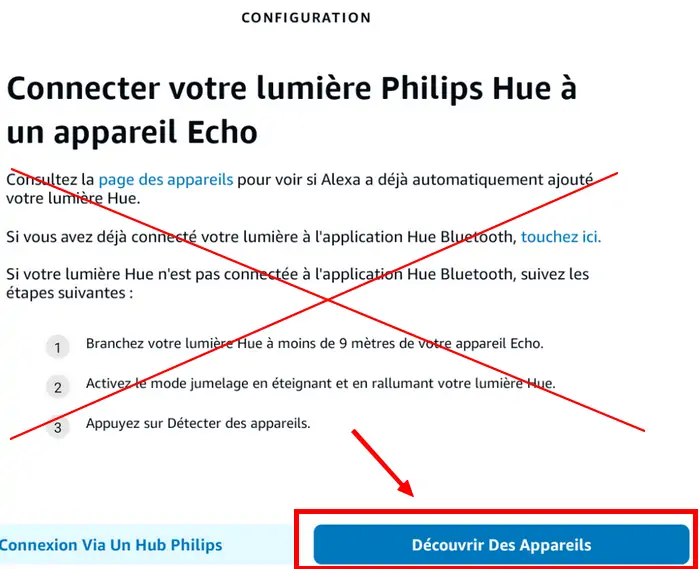 CONFIGURATION
Connecter votre lumière Philips Hue à
un appareil Echo
Consultez la page des appareils pour voir si Alexa a déjà automatiquement ajouté
votre lumière Hue.
Si vous avez déjà connecté votre lumière à l'application Hue Bluetooth, touchez ici.
Si votre lumière Hue n'est pas connectée à l'application Hue Bluetooth, suivez les
étapes suivantes :
1 Branchez votre lumière Hue à moins de 9 mètres de votre appareil Echo.
2 Activez le mode jumelage en éteignant et en rallumant votre lumière Hue.
3 Appuyez sur Détecter des appareils.
Connexion Via Un Hub Philips
Découvrir Des Appareils